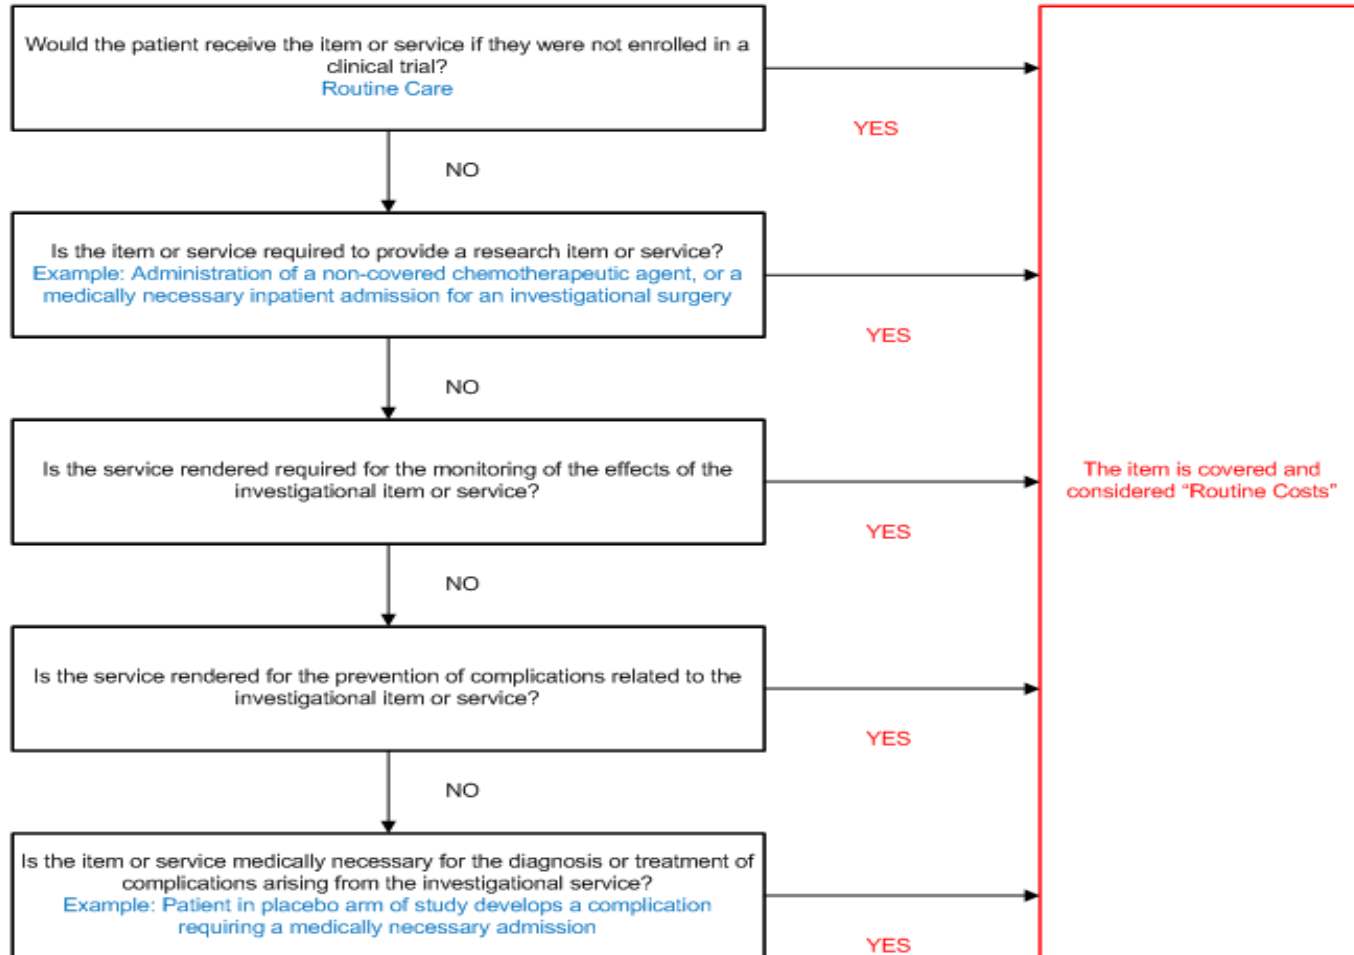 Would the patient receive the item or service if they were not enrolled in a
clinical trial?
Routine Care
YES
NO
Is the item or service required to provide a research item or service?
Example: Administration of a non-covered chemotherapeutic agent, or a
medically necessary inpatient admission for an investigational surgery
YES
NO
Is the service rendered required for the monitoring of the effects of the
investigational item or service?
The item is covered and
considered “Routine Costs”
YES
NO
Is the service rendered for the prevention of complications related to the
investigational item or service?
YES
NO
Is the item or service medically necessary for the diagnosis or treatment of
complications arising from the investigational service?
Example: Patient in placebo arm of study develops a complication
requiring a medically necessary admission
YES